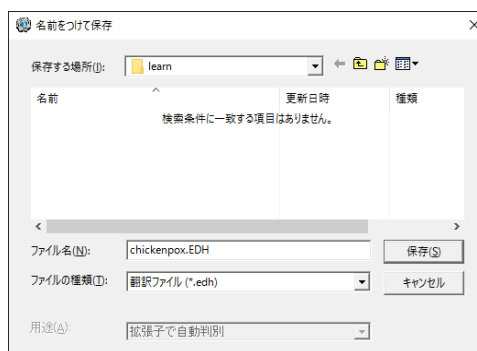 名前をつけて保存
保存する場所(I): learn
名前 更新日時 種類
検索条件に一致する項目はありません。
ファイル名(N): chickenpox.EDH 保存(S)
ファイルの種類(T): 翻訳ファイル (*.edh) キャンセル
用途(A): 拡張子で自動判別